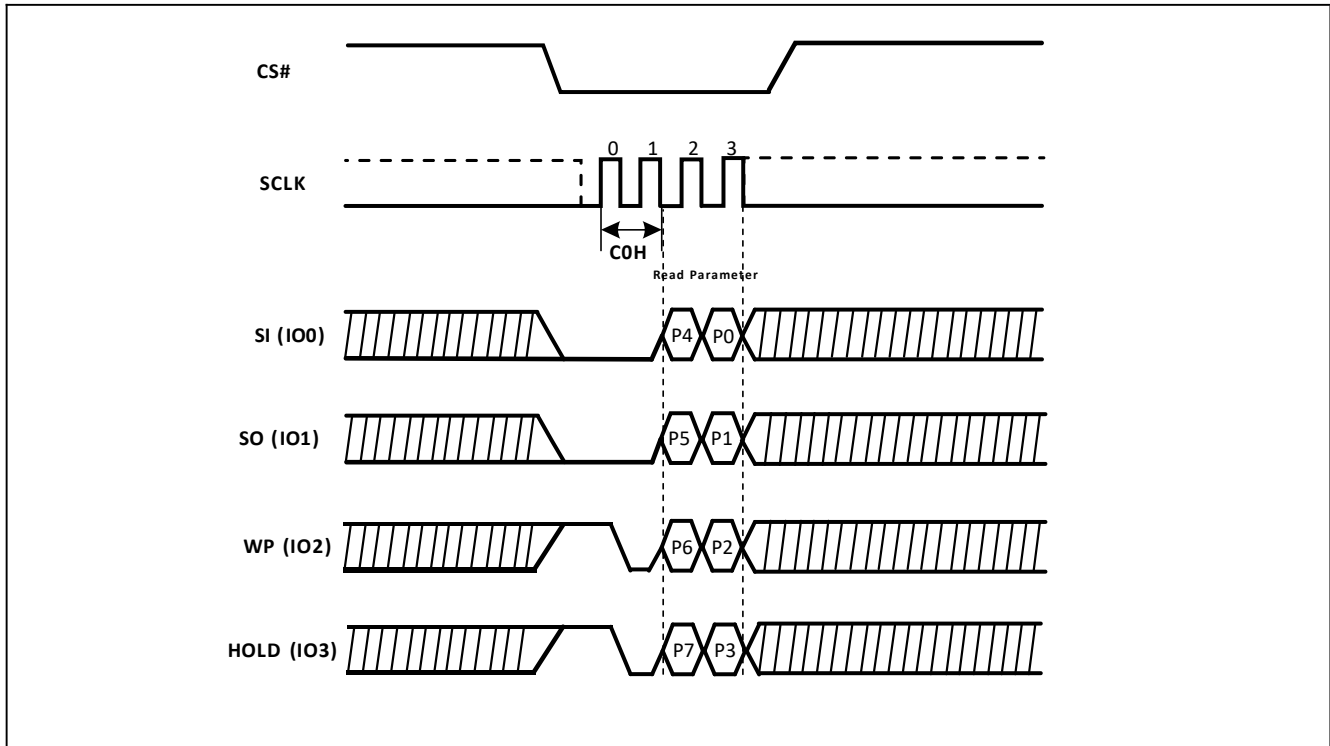 CS#
0 1 2 3
SCLK
C0H
Read Parameter
SI (IO0)
P4 P0
SO (IO1)
P5 P1
WP (IO2)
P6 P2
HOLD (IO3)
P7 P3